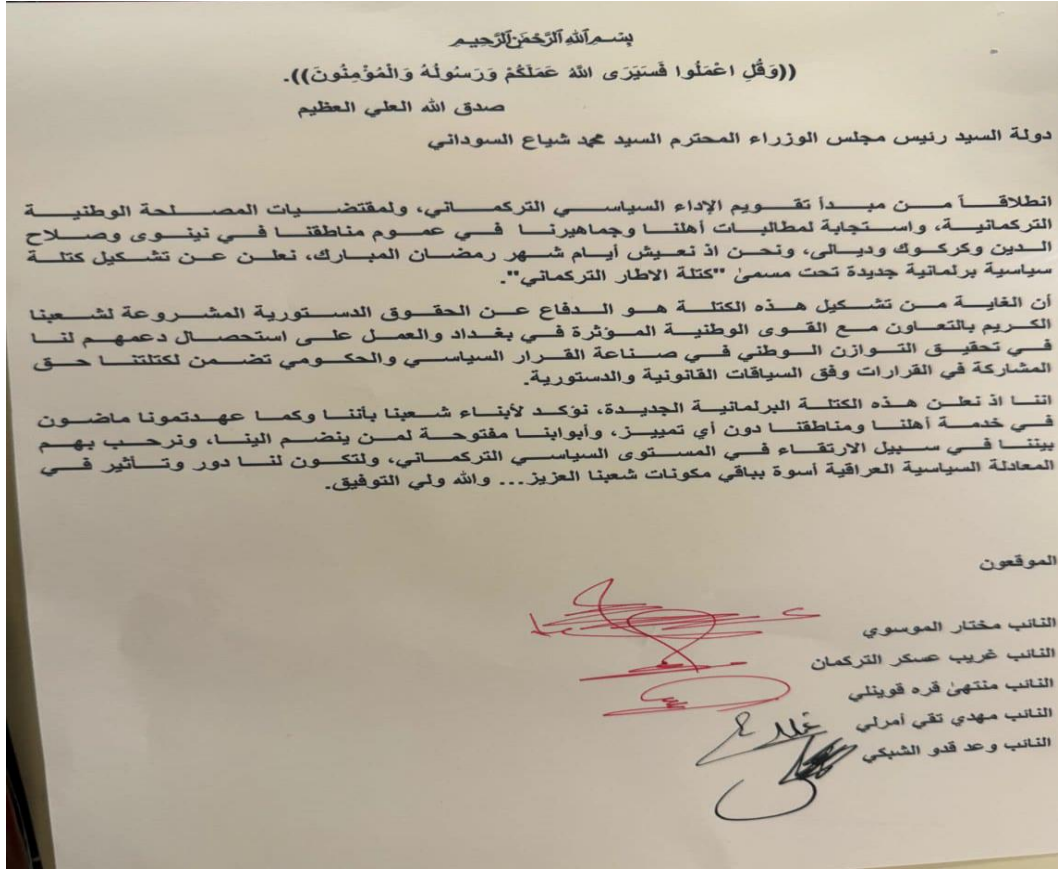 بسم الله الرحمن الرحيم
((وَقُلِ اعْمَلُوا فَسَيَرَى اللَّهُ عَمَلَكُمْ وَرَسُولُهُ وَالْمُؤْمِنُونَ)).
صدق الله العلي العظيم
دولة السيد رئيس مجلس الوزراء المحترم السيد محمد شياع السوداني
انطلاقاً من مبدأ تقويم الإداء السياسي التركماني، ولمقتضيات المصلحة الوطنية
التركمانية، واستجابة لمطالبات أهلنا وجماهيرنا في عموم مناطقنا في نينوى وصلاح
الدين وكركوك وديالى، ونحن اذ نعيش أيام شهر رمضان المبارك، نعلن عن تشكيل كتلة
سياسية برلمانية جديدة تحت مسمىٰ "كتلة الاطار التركماني".
أن الغاية من تشكيل هذه الكتلة هو الدفاع عن الحقوق الدستورية المشروعة لشعبنا
الكريم بالتعاون مع القوى الوطنية المؤثرة في بغداد والعمل على استحصال دعمهم لنا
في تحقيق التوازن الوطني في صناعة القرار السياسي والحكومي تضمن لكتلتنا حق
المشاركة في القرارات وفق السياقات القانونية والدستورية.
اننا اذ نعلن هذه الكتلة البرلمانية الجديدة، نؤكد لأبناء شعبنا بأننا وكما عهدتمونا ماضون
في خدمة أهلنا ومناطقنا دون أي تمييز، وأبوابنا مفتوحة لمن ينضم الينا، ونرحب بهم
بيننا في سبيل الارتقاء في المستوى السياسي التركماني، ولتكون لنا دور وتأثير في
المعادلة السياسية العراقية أسوة بباقي مكونات شعبنا العزيز... والله ولي التوفيق.
الموقعون
النائب مختار الموسوي
النائب غريب عسكر التركمان
النائب منتهىٰ قره قوينلي
النائب مهدي تقي أمرلي
النائب وعد قدو الشبكي